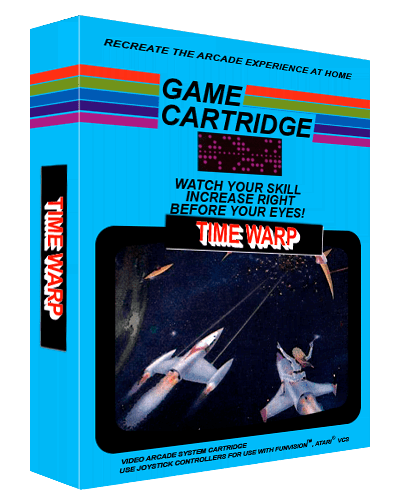 RECREATE THE ARCADE EXPERIENCE AT HOME
GAME
CARTRIDGE
WATCH YOUR SKILL
INCREASE RIGHT
BEFORE YOUR EYES!
TIME WARP
TIME WARP
VIDEO ARCADE SYSTEM CARTRIDGE
USE JOYSTICK CONTROLLERS FOR USE WITH FUNVISION™, ATARI® VCS